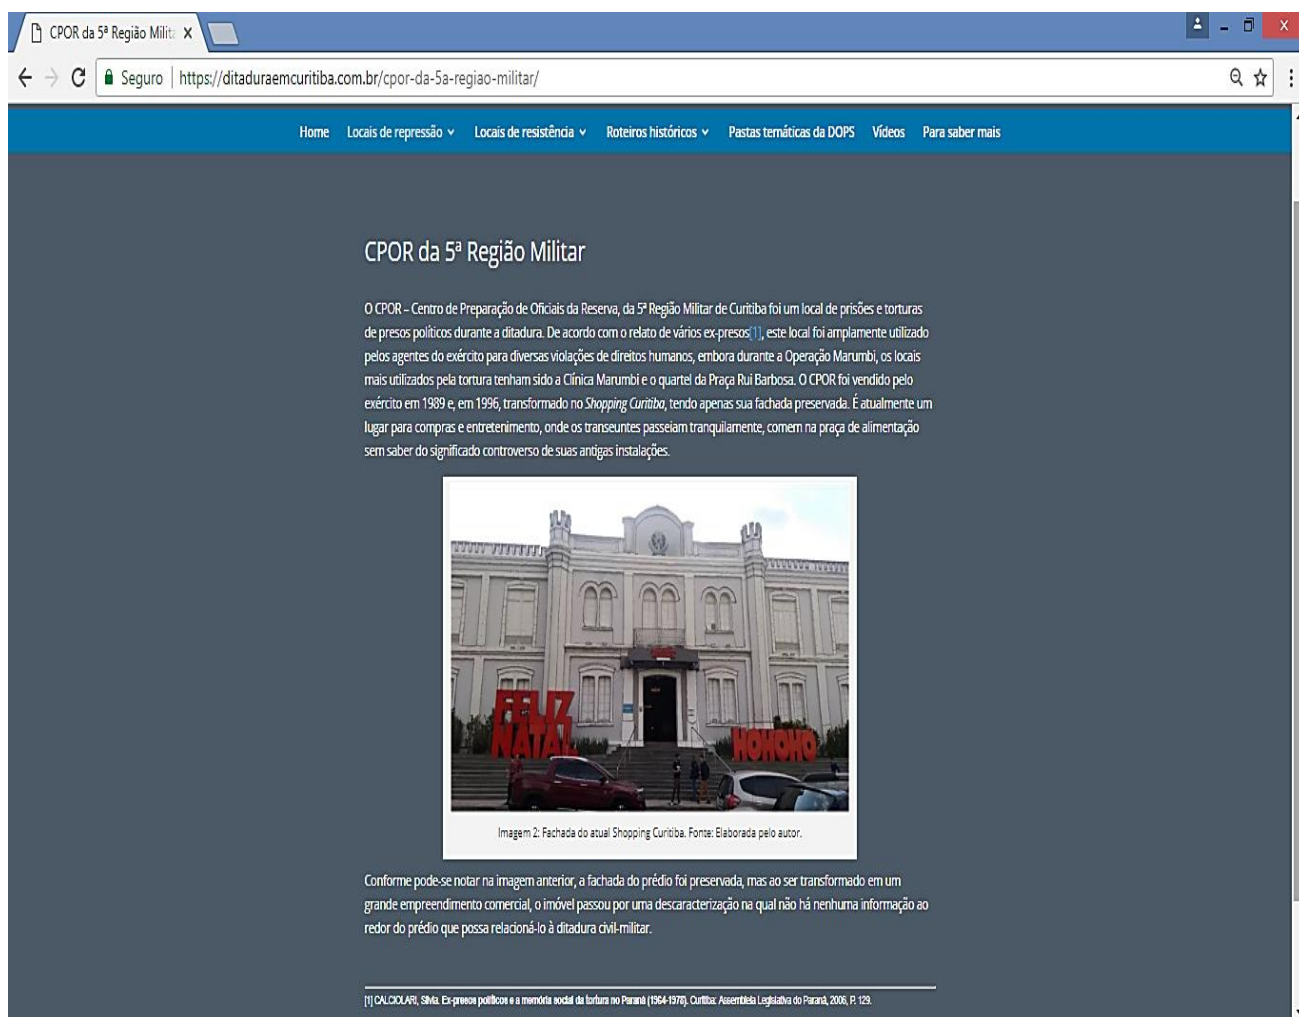 CPOR da 5ª Região Milit
Seguro | https://ditaduraemcuritiba.com.br/cpor-da-5a-regiao-militar/
Home Locais de repressão Locais de resistência Roteiros históricos Pastas temáticas da DOPS Vídeos Para saber mais
CPOR da 5ª Região Militar
O CPOR – Centro de Preparação de Oficiais da Reserva, da 5ª Região Militar de Curitiba foi um local de prisões e torturas
de presos políticos durante a ditadura. De acordo com o relato de vários ex-presos[1], este local foi amplamente utilizado
pelos agentes do exército para diversas violações de direitos humanos, embora durante a Operação Marumbi, os locais
mais utilizados pela tortura tenham sido a Clínica Marumbi e o quartel da Praça Rui Barbosa. O CPOR foi vendido pelo
exército em 1989 e, em 1996, transformado no Shopping Curitiba, tendo apenas sua fachada preservada. É atualmente um
lugar para compras e entretenimento, onde os transeuntes passeiam tranquilamente, comem na praça de alimentação
sem saber do significado controverso de suas antigas instalações.
FELIZ
NATAL
HOHOHO
Imagem 2: Fachada do atual Shopping Curitiba. Fonte: Elaborada pelo autor.
Conforme pode-se notar na imagem anterior, a fachada do prédio foi preservada, mas ao ser transformado em um
grande empreendimento comercial, o imóvel passou por uma descaracterização na qual não há nenhuma informação ao
redor do prédio que possa relacioná-lo à ditadura civil-militar.
[1] CALCIOLARI, Silvia. Ex-presos políticos e a memória social da tortura no Paraná (1964-1978). Curitiba: Assembleia Legislativa do Paraná, 2006, P. 129.